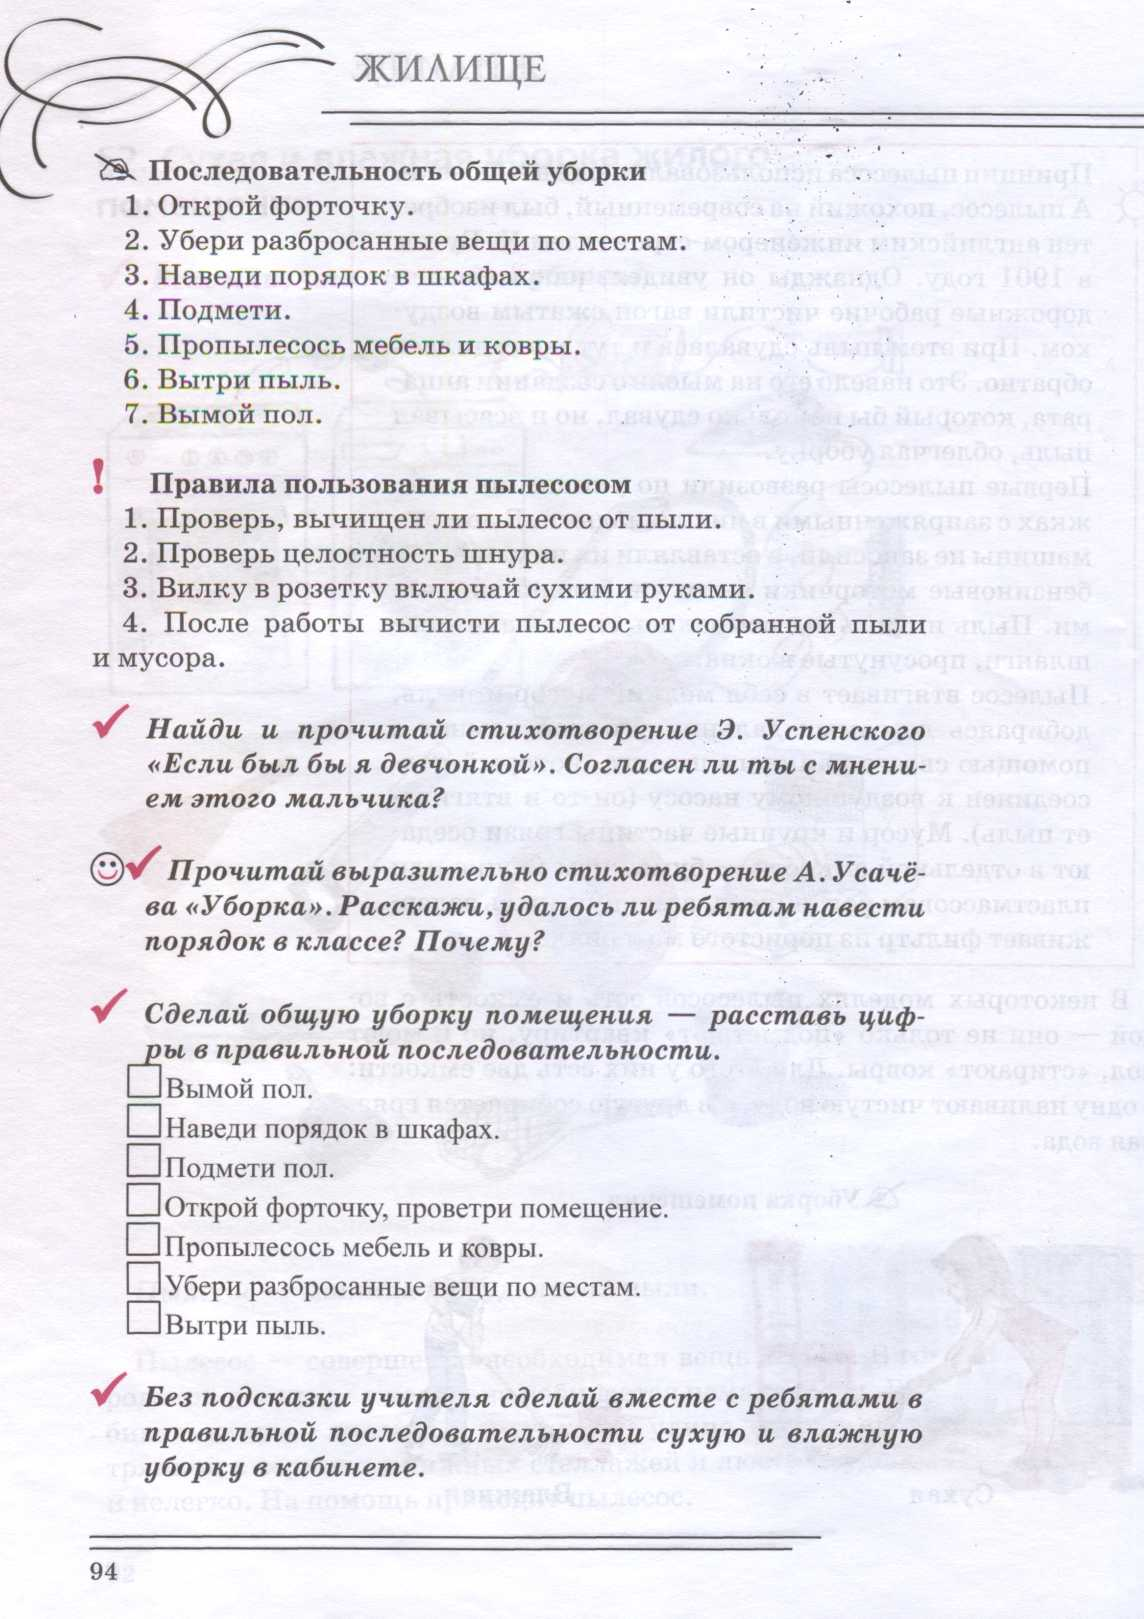 ЖИЛИЩЕ
Последовательность общей уборки
1. Открой форточку.
2. Убери разбросанные вещи по местам.
3. Наведи порядок в шкафах.
4. Подмети.
5. Пропылесось мебель и ковры.
6. Вытри пыль.
7. Вымой пол.
! Правила пользования пылесосом
1. Проверь, вычищен ли пылесос от пыли.
2. Проверь целостность шнура.
3. Вилку в розетку включай сухими руками.
4. После работы вычисти пылесос от собранной пыли
и мусора.
Найди и прочитай стихотворение Э. Успенского
«Если был бы я девчонкой». Согласен ли ты с мнени-
ем этого мальчика?
Прочитай выразительно стихотворение А. Усачё-
ва «Уборка». Расскажи, удалось ли ребятам навести
порядок в классе? Почему?
Сделай общую уборку помещения — расставь циф-
ры в правильной последовательности.
Вымой пол.
Наведи порядок в шкафах.
Подмети пол.
Открой форточку, проветри помещение.
Пропылесось мебель и ковры.
Убери разбросанные вещи по местам.
Вытри пыль.
Без подсказки учителя сделай вместе с ребятами в
правильной последовательности сухую и влажную
уборку в кабинете.
94